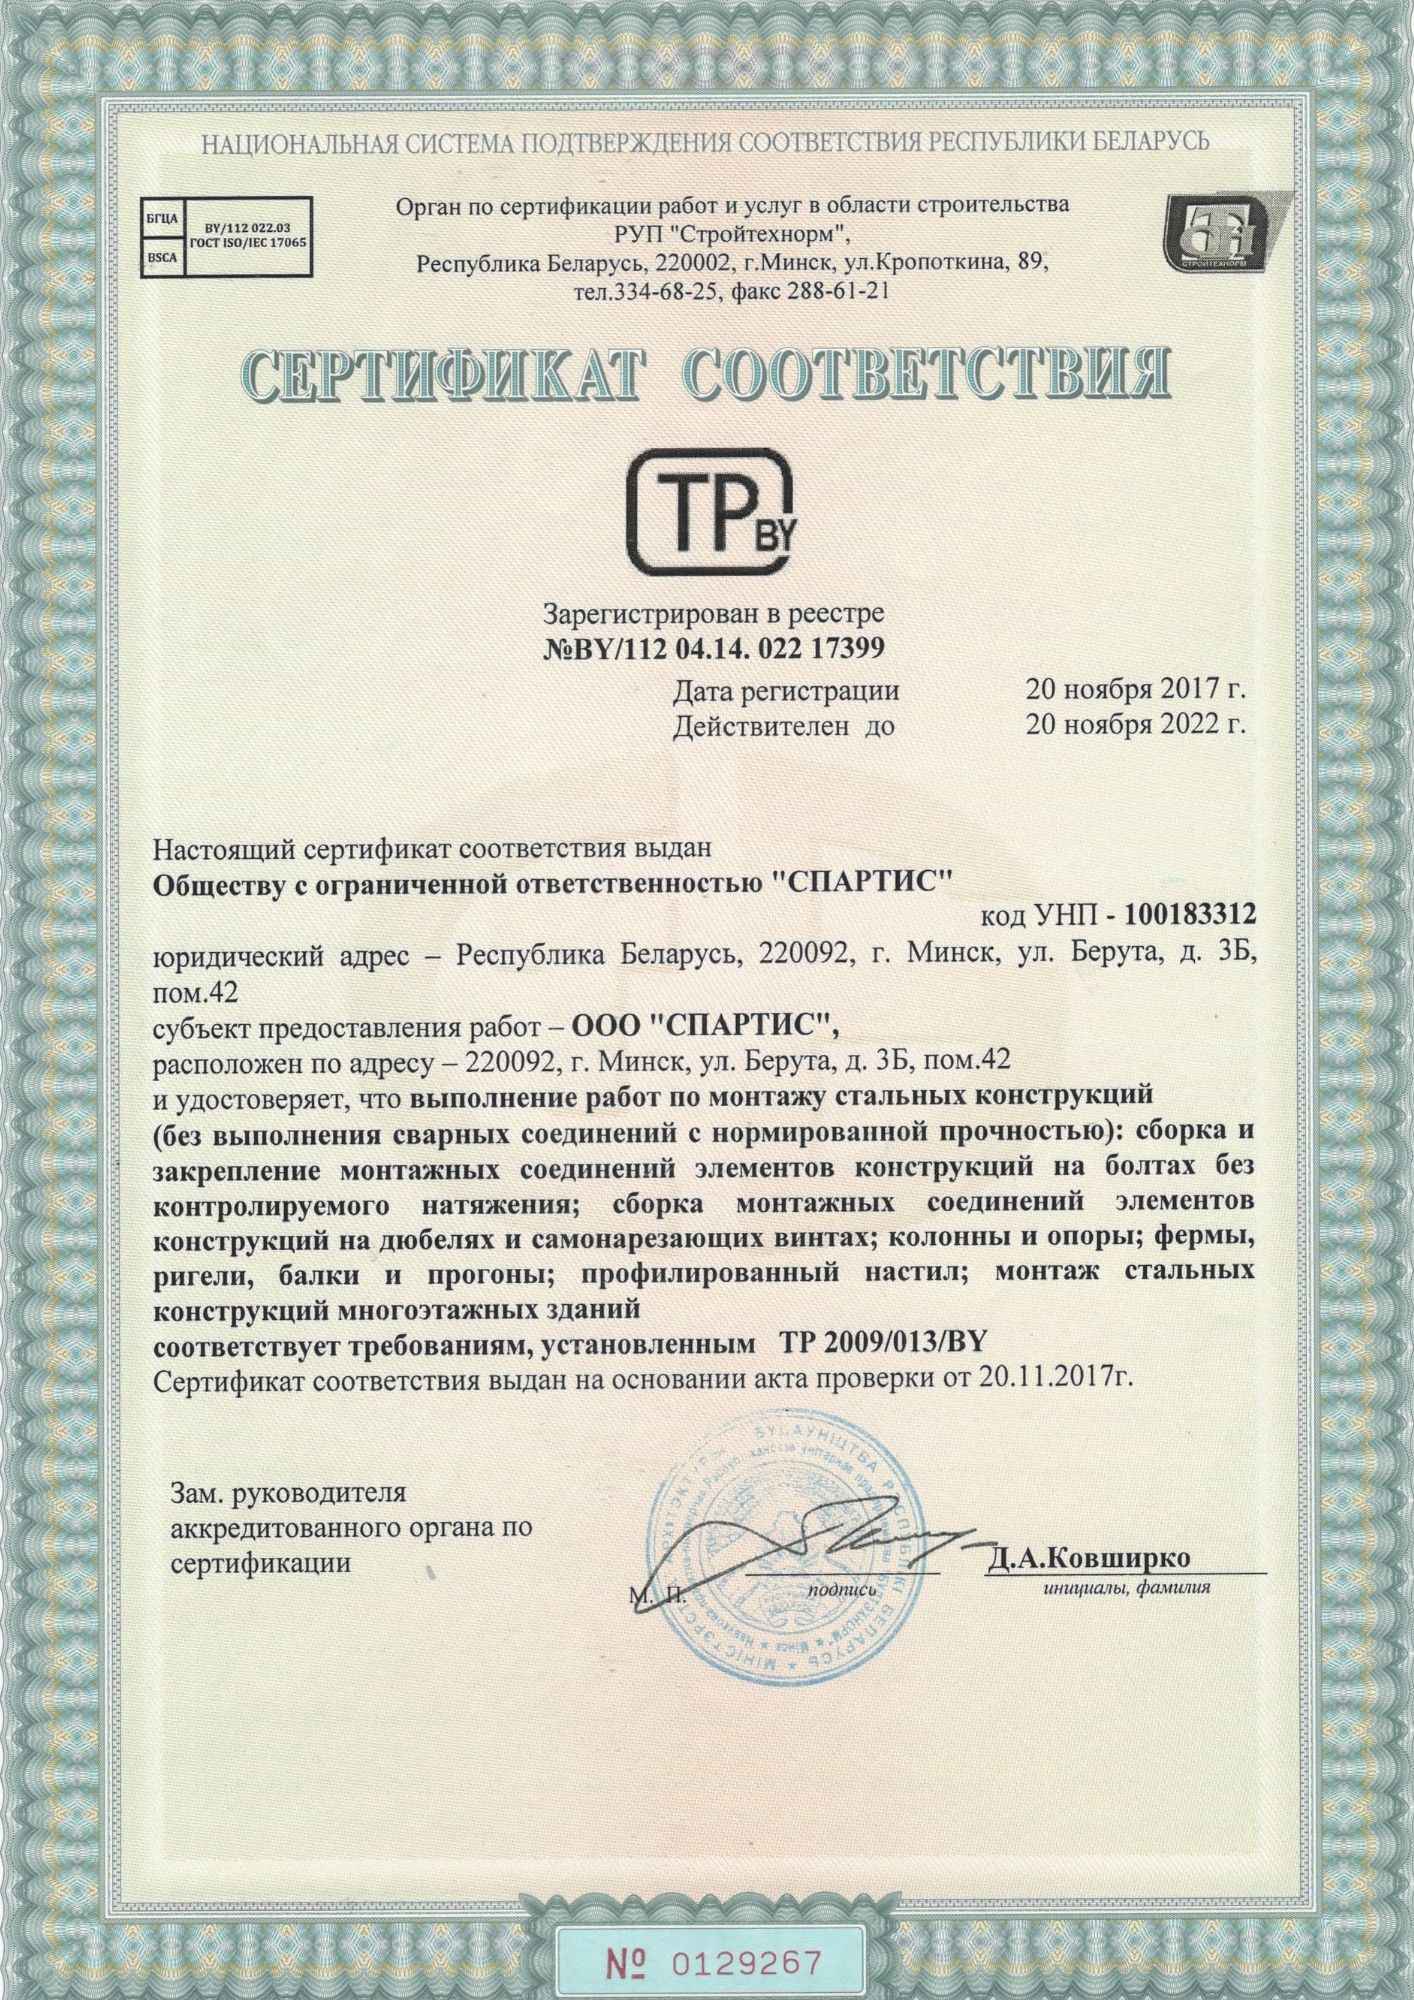 НАЦИОНАЛЬНАЯ СИСТЕМА ПОДТВЕРЖДЕНИЯ СООТВЕТСТВИЯ РЕСПУБЛИКИ БЕЛАРУСЬ
БГЦА
BSCA
BY/112 022.03
ГОСТ ISO/IEC 17065
Орган по сертификации работ и услуг в области строительства
РУП "Стройтехнорм",
Республика Беларусь, 220002, г.Минск, ул.Кропоткина, 89,
тел.334-68-25, факс 288-61-21
СТРОЙТЕХНОРМ
СЕРТИФИКАТ СООТВЕТСТВИЯ
ТР BY
Зарегистрирован в реестре
№BY/112 04.14. 022 17399
Дата регистрации 20 ноября 2017 г.
Действителен до 20 ноября 2022 г.
Настоящий сертификат соответствия выдан
Обществу с ограниченной ответственностью "СПАРТИС"
код УНП - 100183312
юридический адрес – Республика Беларусь, 220092, г. Минск, ул. Берута, д. 3Б,
пом.42
субъект предоставления работ – ООО "СПАРТИС",
расположен по адресу – 220092, г. Минск, ул. Берута, д. 3Б, пом.42
и удостоверяет, что выполнение работ по монтажу стальных конструкций
(без выполнения сварных соединений с нормированной прочностью): сборка и
закрепление монтажных соединений элементов конструкций на болтах без
контролируемого натяжения; сборка монтажных соединений элементов
конструкций на дюбелях и самонарезающих винтах; колонны и опоры; фермы,
ригели, балки и прогоны; профилированный настил; монтаж стальных
конструкций многоэтажных зданий
соответствует требованиям, установленным ТР 2009/013/BY
Сертификат соответствия выдан на основании акта проверки от 20.11.2017г.
Зам. руководителя
аккредитованного органа по
сертификации
М. П.
подпись
Д.А.Ковширко
инициалы, фамилия
БУДАЎНІЦТВА РЭСПУБЛІКІ БЕЛАРУСЬ
№ 0129267